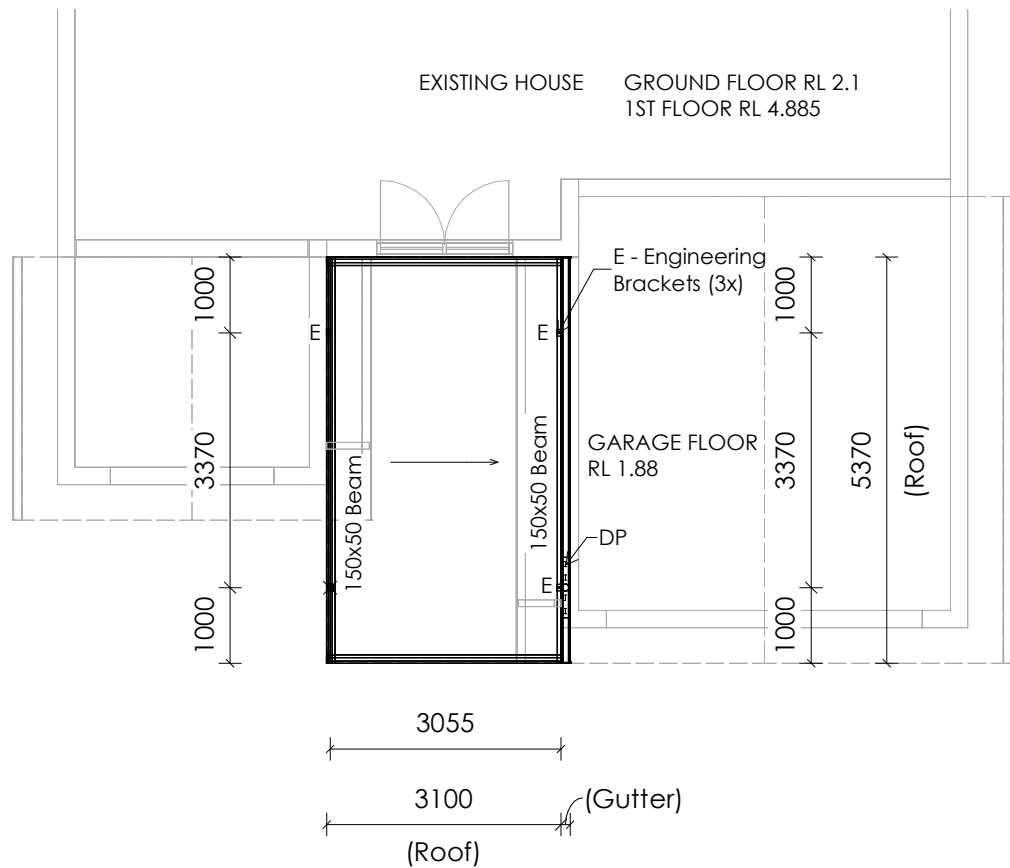 EXISTING HOUSE
GROUND FLOOR RL 2.1
1ST FLOOR RL 4.885
E - Engineering
Brackets (3x)
1000
1000
E
E
3370
150x50 Beam
150x50 Beam
GARAGE FLOOR
RL 1.88
3370
5370
(Roof)
DP
E
1000
1000
3055
3100
(Gutter)
(Roof)